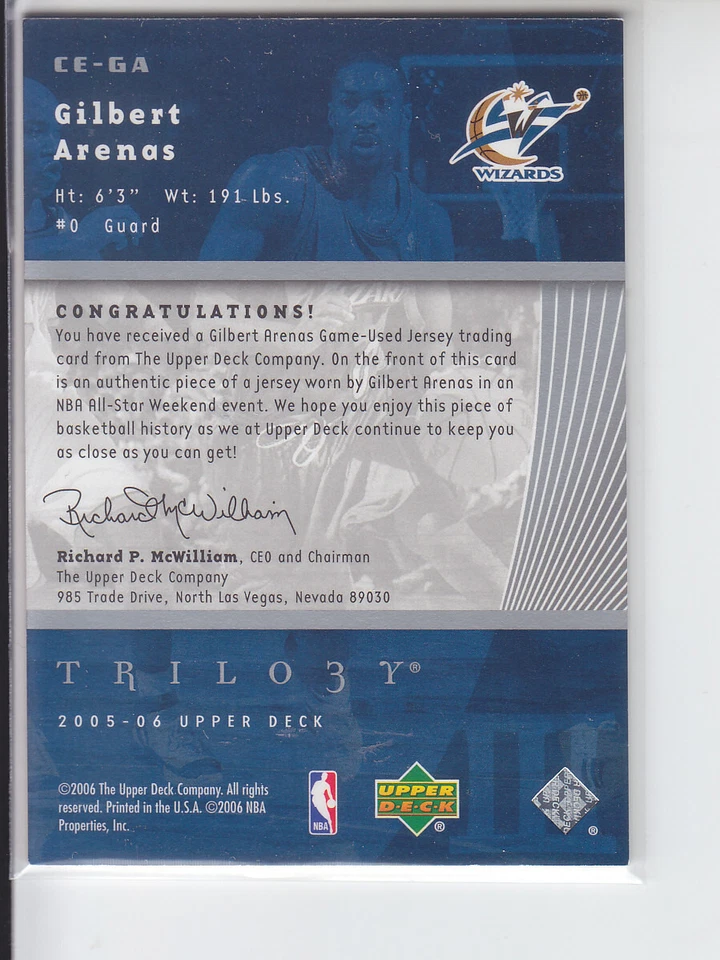 CE-GA
Gilbert
Arenas
Ht: 6'3" Wt: 191 Lbs.
#0 Guard
WIZARDS
CONGRATULATIONS!
You have received a Gilbert Arenas Game-Used Jersey trading
card from The Upper Deck Company. On the front of this card
is an authentic piece of a jersey worn by Gilbert Arenas in an
NBA All-Star Weekend event. We hope you enjoy this piece of
basketball history as we at Upper Deck continue to keep you
as close as you can get!
Richard McWilliam
Richard P. McWilliam, CEO and Chairman
The Upper Deck Company
985 Trade Drive, North Las Vegas, Nevada 89030
TRILOGY®
2005-06 UPPER DECK
©2006 The Upper Deck Company. All rights
reserved. Printed in the U.S.A. ©2006 NBA
Properties, Inc.
NBA
UPPER
D·E·C·K
®
®